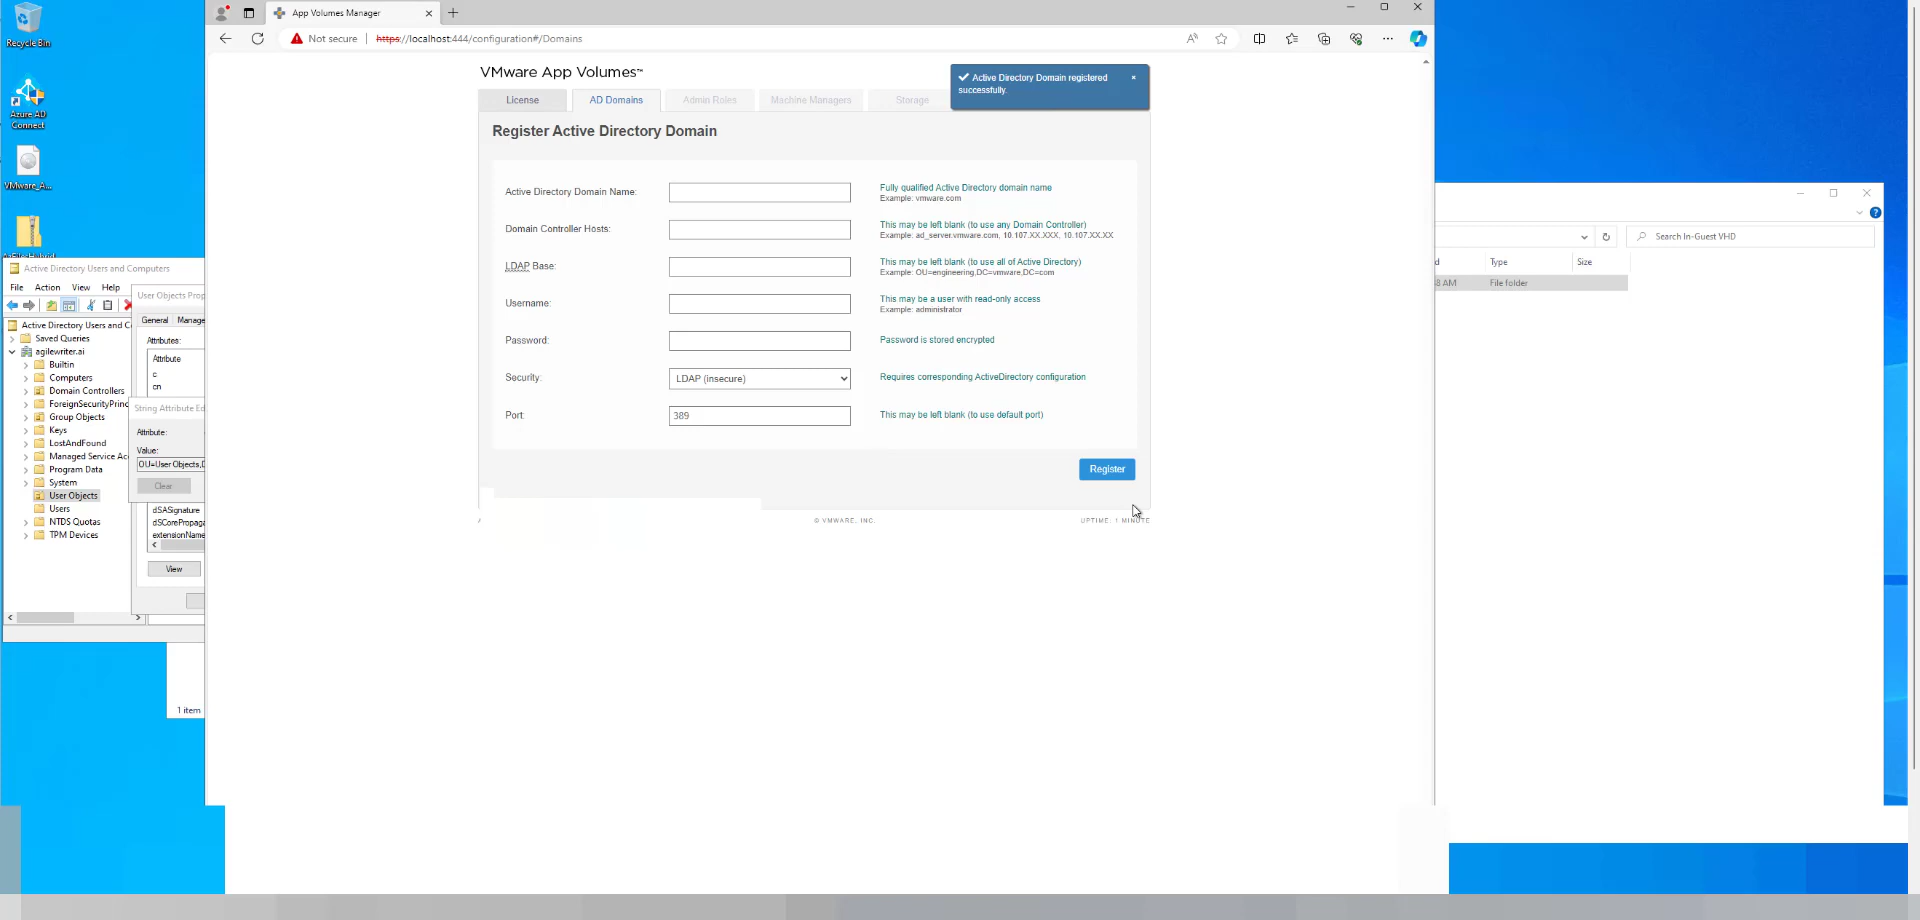 Recycle Bin
Azure AD
Connect
VMware_A...
App Volumes Manager
Not secure
https://localhost:444/configuration#/Domains
VMware App Volumes™
License
AD Domains
Admin Roles
Machine Managers
Storage
Active Directory Domain registered
successfully.
Register Active Directory Domain
Active Directory Domain Name:
Fully qualified Active Directory domain name
Example: vmware.com
Domain Controller Hosts:
This may be left blank (to use any Domain Controller)
Example: ad_server.vmware.com, 10.107.XX.XXX, 10.107.XX.XX
LDAP Base:
This may be left blank (to use all of Active Directory)
Example: OU=engineering,DC=vmware,DC=com
Username:
This may be a user with read-only access
Example: administrator
Password:
Password is stored encrypted
Security:
LDAP (insecure)
Requires corresponding ActiveDirectory configuration
Port:
389
This may be left blank (to use default port)
Register
© VMWARE, INC.
UPTIME: 1 MINUTE
Active Directory Users and Computers
File Action View Help
Active Directory Users and C
Saved Queries
agilewriter.ai
Builtin
Computers
Domain Controllers
ForeignSecurityPrinc
Group Objects
Keys
LostAndFound
Managed Service Acc
Program Data
System
User Objects
Users
NTDS Quotas
TPM Devices
User Objects Prop
General
Manage
Attributes:
Attribute
c
cn
String Attribute Ed
Attribute:
Value:
OU=User Objects,D
Clear
dSASignature
dSCorePropaga
extensionName
View
1 item
Search In-Guest VHD
d
Type
Size
8 AM
File folder